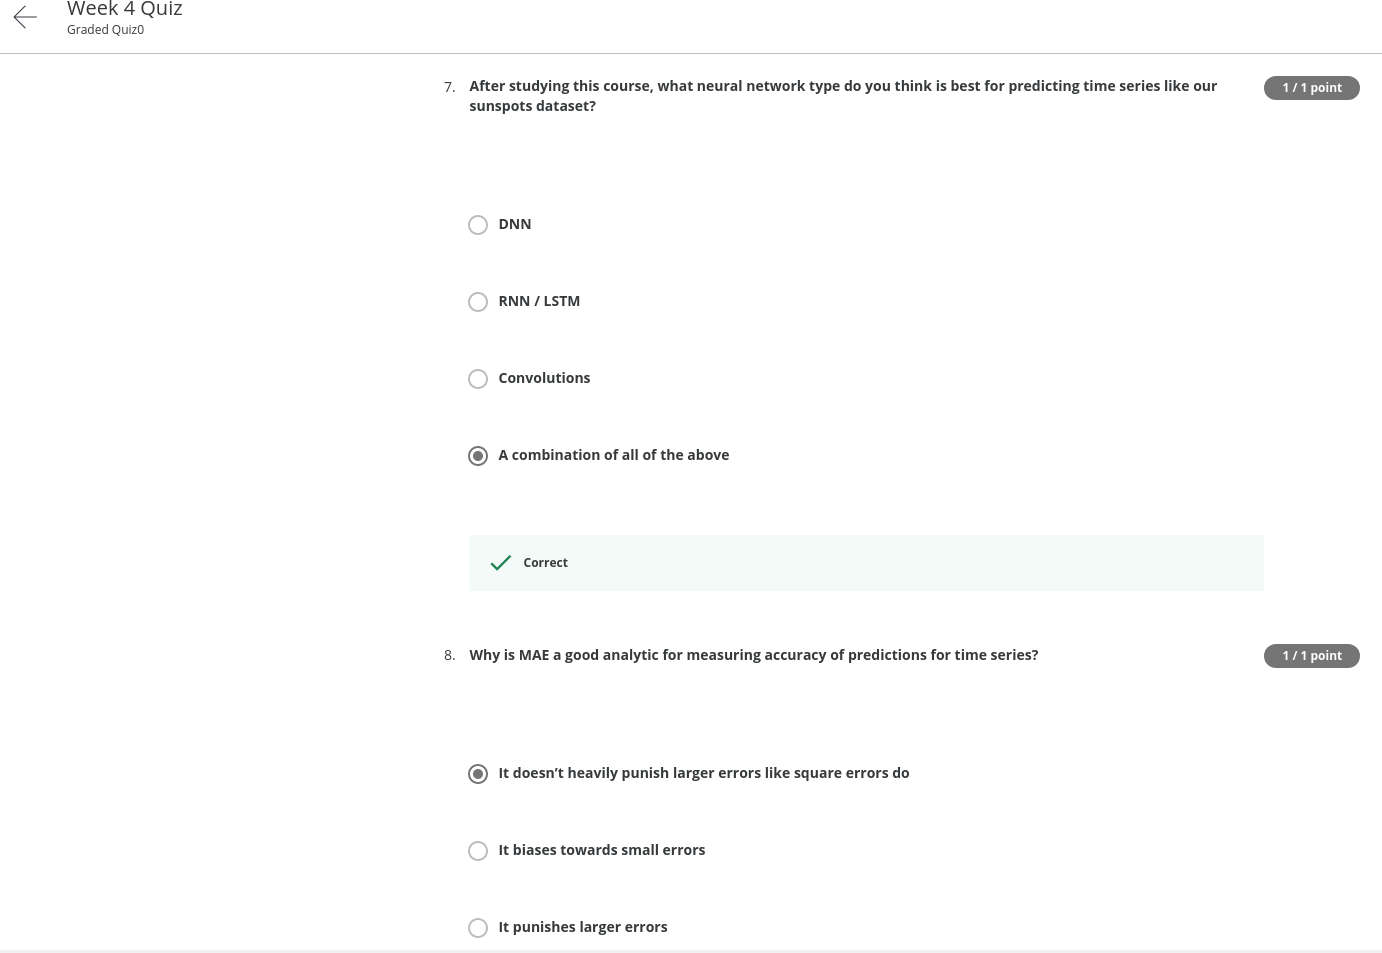 Week 4 Quiz
Graded Quiz0
7. After studying this course, what neural network type do you think is best for predicting time series like our
sunspots dataset?
1 / 1 point
DNN
RNN / LSTM
Convolutions
A combination of all of the above
Correct
8. Why is MAE a good analytic for measuring accuracy of predictions for time series?
1 / 1 point
It doesn’t heavily punish larger errors like square errors do
It biases towards small errors
It punishes larger errors